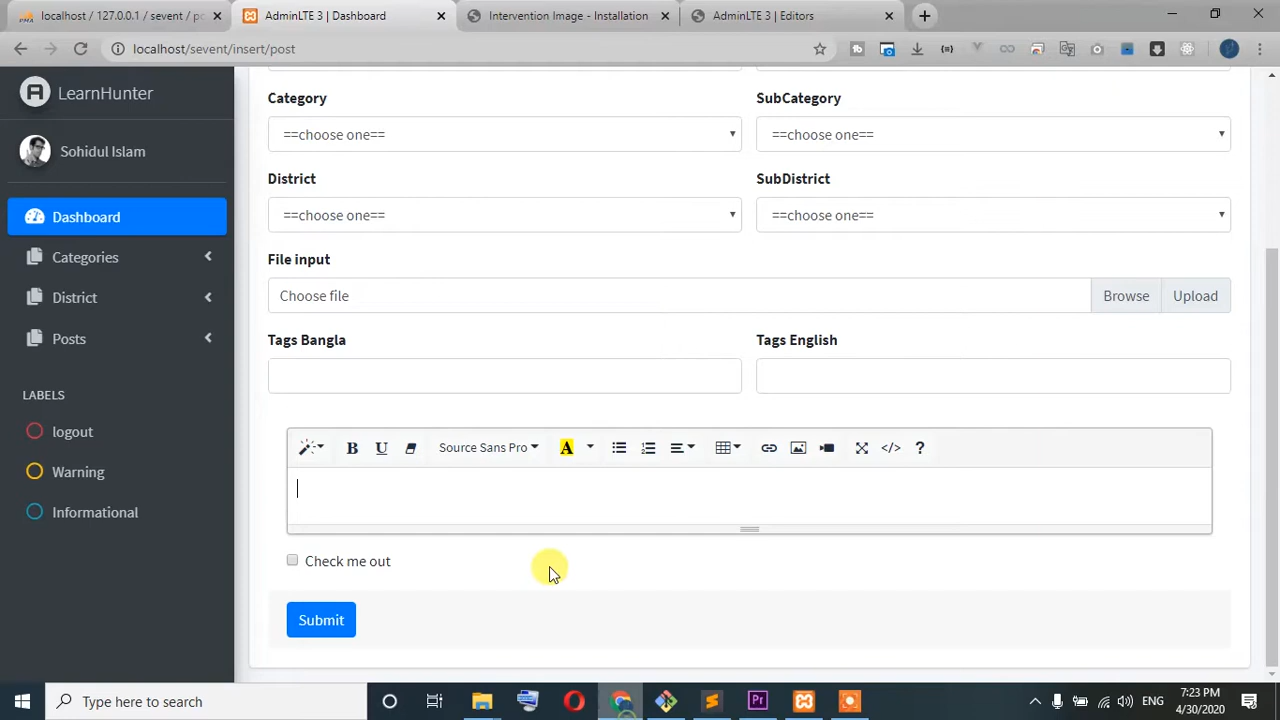 localhost / 127.0.0.1 / sevent / po
AdminLTE 3 | Dashboard
Intervention Image - Installation
AdminLTE 3 | Editors
localhost/sevent/insert/post
LearnHunter
Sohidul Islam
Dashboard
Categories
District
Posts
LABELS
logout
Warning
Informational
Category
SubCategory
==choose one==
==choose one==
District
SubDistrict
==choose one==
==choose one==
File input
Choose file
Browse
Upload
Tags Bangla
Tags English
B U Source Sans Pro A </> ?
Check me out
Submit
Type here to search
ENG
7:23 PM
4/30/2020